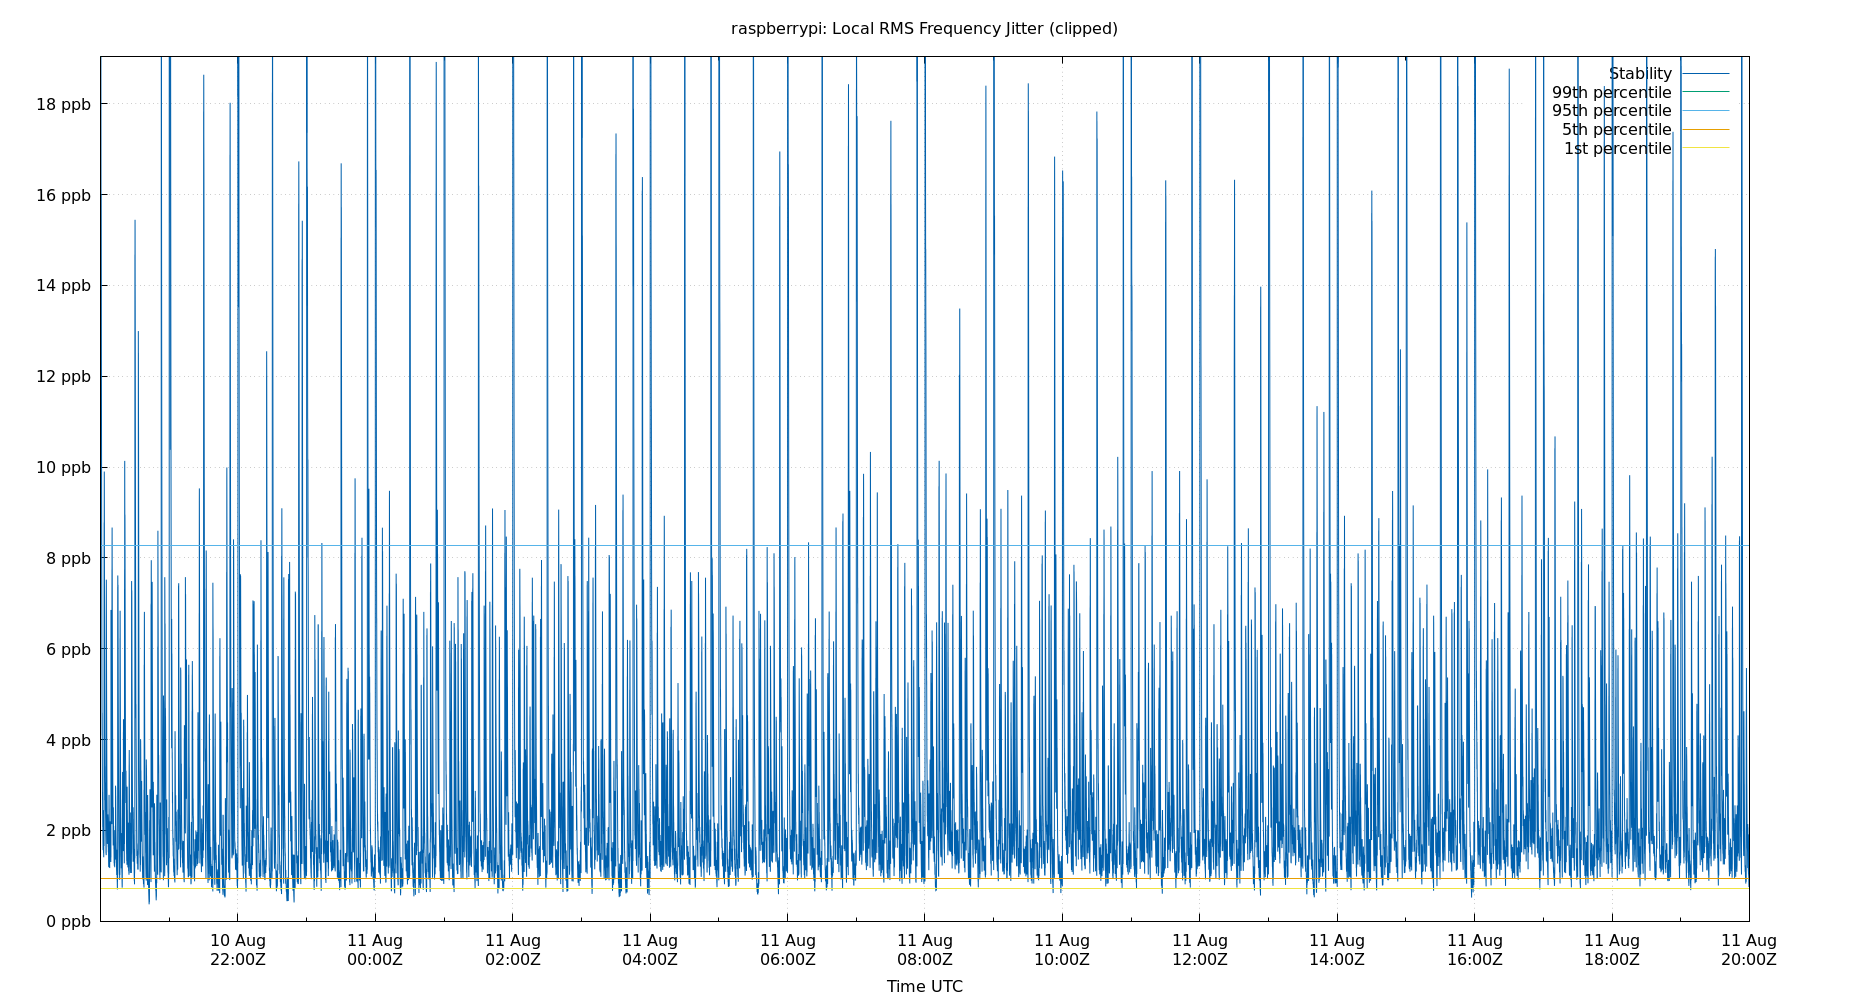 raspberrypi: Local RMS Frequency Jitter (clipped)
Stability
99th percentile
95th percentile
5th percentile
1st percentile
18 ppb
16 ppb
14 ppb
12 ppb
10 ppb
8 ppb
6 ppb
4 ppb
2 ppb
0 ppb
10 Aug 11 Aug 11 Aug 11 Aug 11 Aug 11 Aug 11 Aug 11 Aug 11 Aug 11 Aug 11 Aug 11 Aug
22:00Z 00:00Z 02:00Z 04:00Z 06:00Z 08:00Z 10:00Z 12:00Z 14:00Z 16:00Z 18:00Z 20:00Z
Time UTC